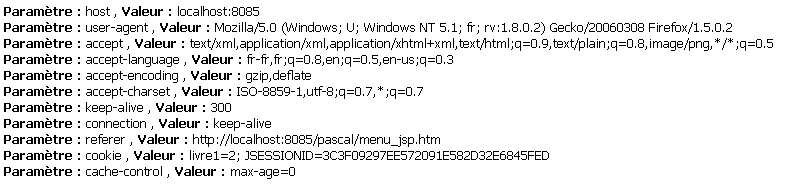 Paramètre : host , Valeur : localhost:8085
Paramètre : user-agent , Valeur : Mozilla/5.0 (Windows; U; Windows NT 5.1; fr; rv:1.8.0.2) Gecko/20060308 Firefox/1.5.0.2
Paramètre : accept , Valeur : text/xml,application/xml,application/xhtml+xml,text/html;q=0.9,text/plain;q=0.8,image/png,*/*;q=0.5
Paramètre : accept-language , Valeur : fr-fr,fr;q=0.8,en;q=0.5,en-us;q=0.3
Paramètre : accept-encoding , Valeur : gzip,deflate
Paramètre : accept-charset , Valeur : ISO-8859-1,utf-8;q=0.7,*;q=0.7
Paramètre : keep-alive , Valeur : 300
Paramètre : connection , Valeur : keep-alive
Paramètre : referer , Valeur : http://localhost:8085/pascal/menu_jsp.htm
Paramètre : cookie , Valeur : livre1=2; JSESSIONID=3C3F09297EE572091E582D32E6845FED
Paramètre : cache-control , Valeur : max-age=0